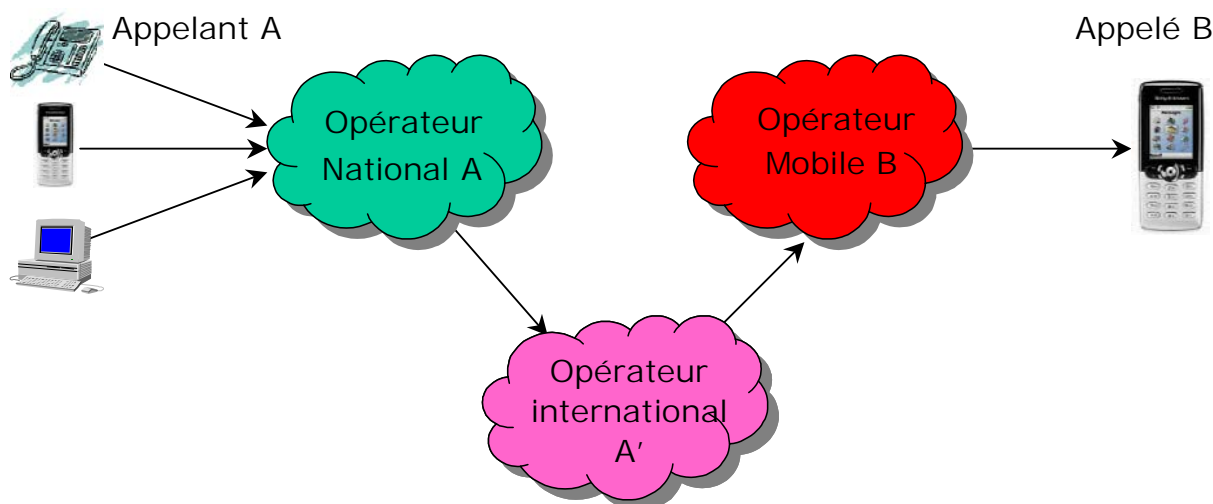 Appelant A
Appelé B
Opérateur
National A
Opérateur
Mobile B
Opérateur
international
A'